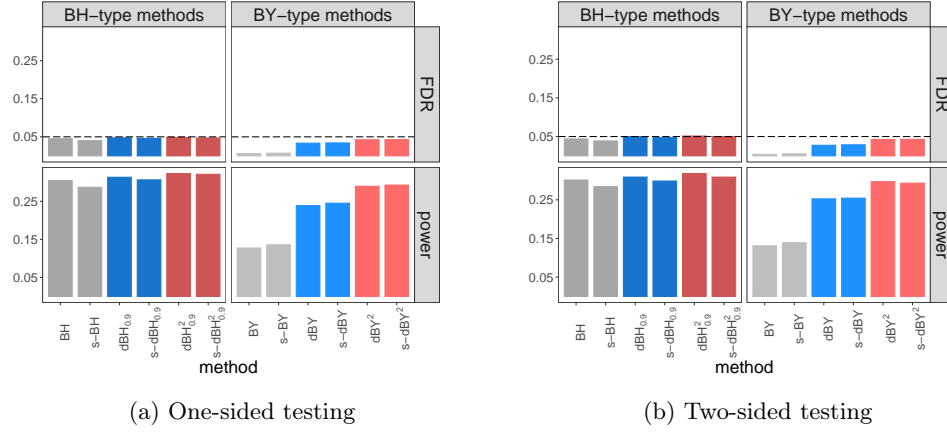 BH−type methods BY−type methods
FDR
0.25
0.15
0.05
power
0.25
0.15
0.05
BH s−BH dBH0.9 s−dBH0.9 dBH²0.9 s−dBH²0.9 BY s−BY dBY s−dBY dBY² s−dBY²
method
(a) One-sided testing
BH−type methods BY−type methods
FDR
0.25
0.15
0.05
power
0.25
0.15
0.05
BH s−BH dBH0.9 s−dBH0.9 dBH²0.9 s−dBH²0.9 BY s−BY dBY s−dBY dBY² s−dBY²
method
(b) Two-sided testing